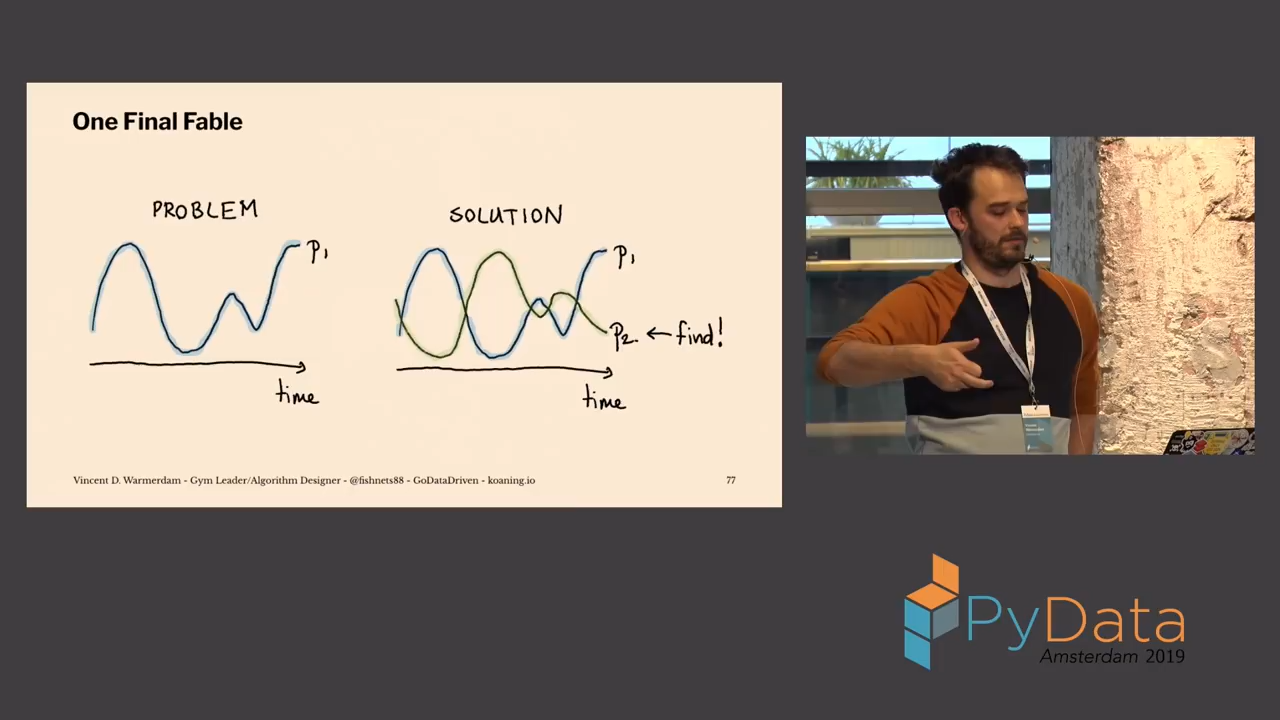 One Final Fable
PROBLEM
P1
time
SOLUTION
P1
P2 ← find!
time
Vincent D. Warmerdam - Gym Leader/Algorithm Designer - @fishnets88 - GoDataDriven - koaning.io
77
PyData
Amsterdam 2019